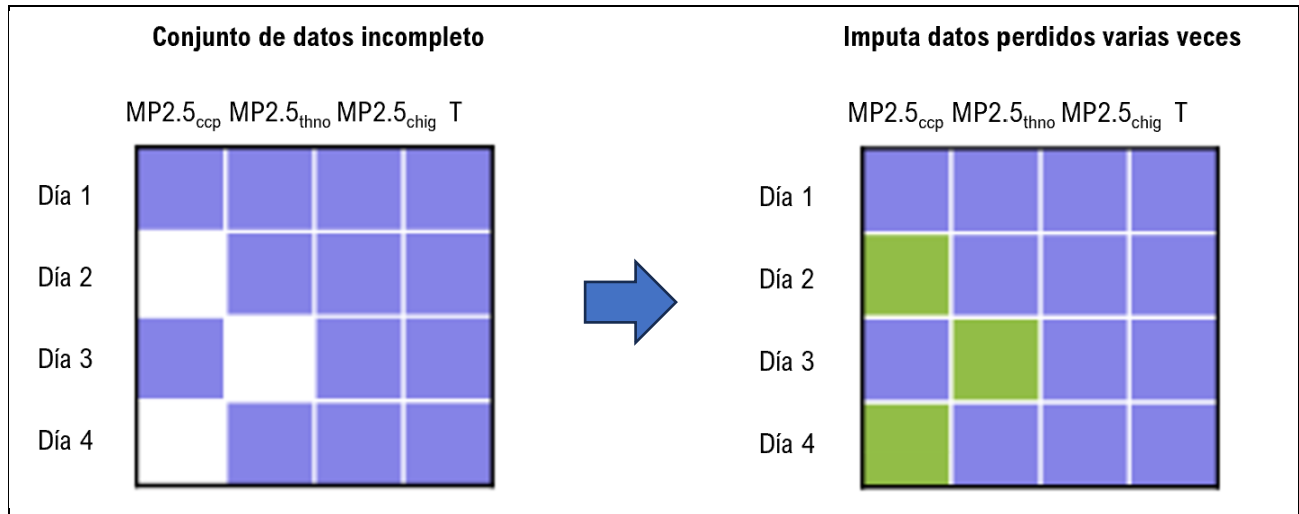 Conjunto de datos incompleto
MP2.5ccp MP2.5thno MP2.5chig T
Día 1
Día 2
Día 3
Día 4
Imputa datos perdidos varias veces
MP2.5ccp MP2.5thno MP2.5chig T
Día 1
Día 2
Día 3
Día 4